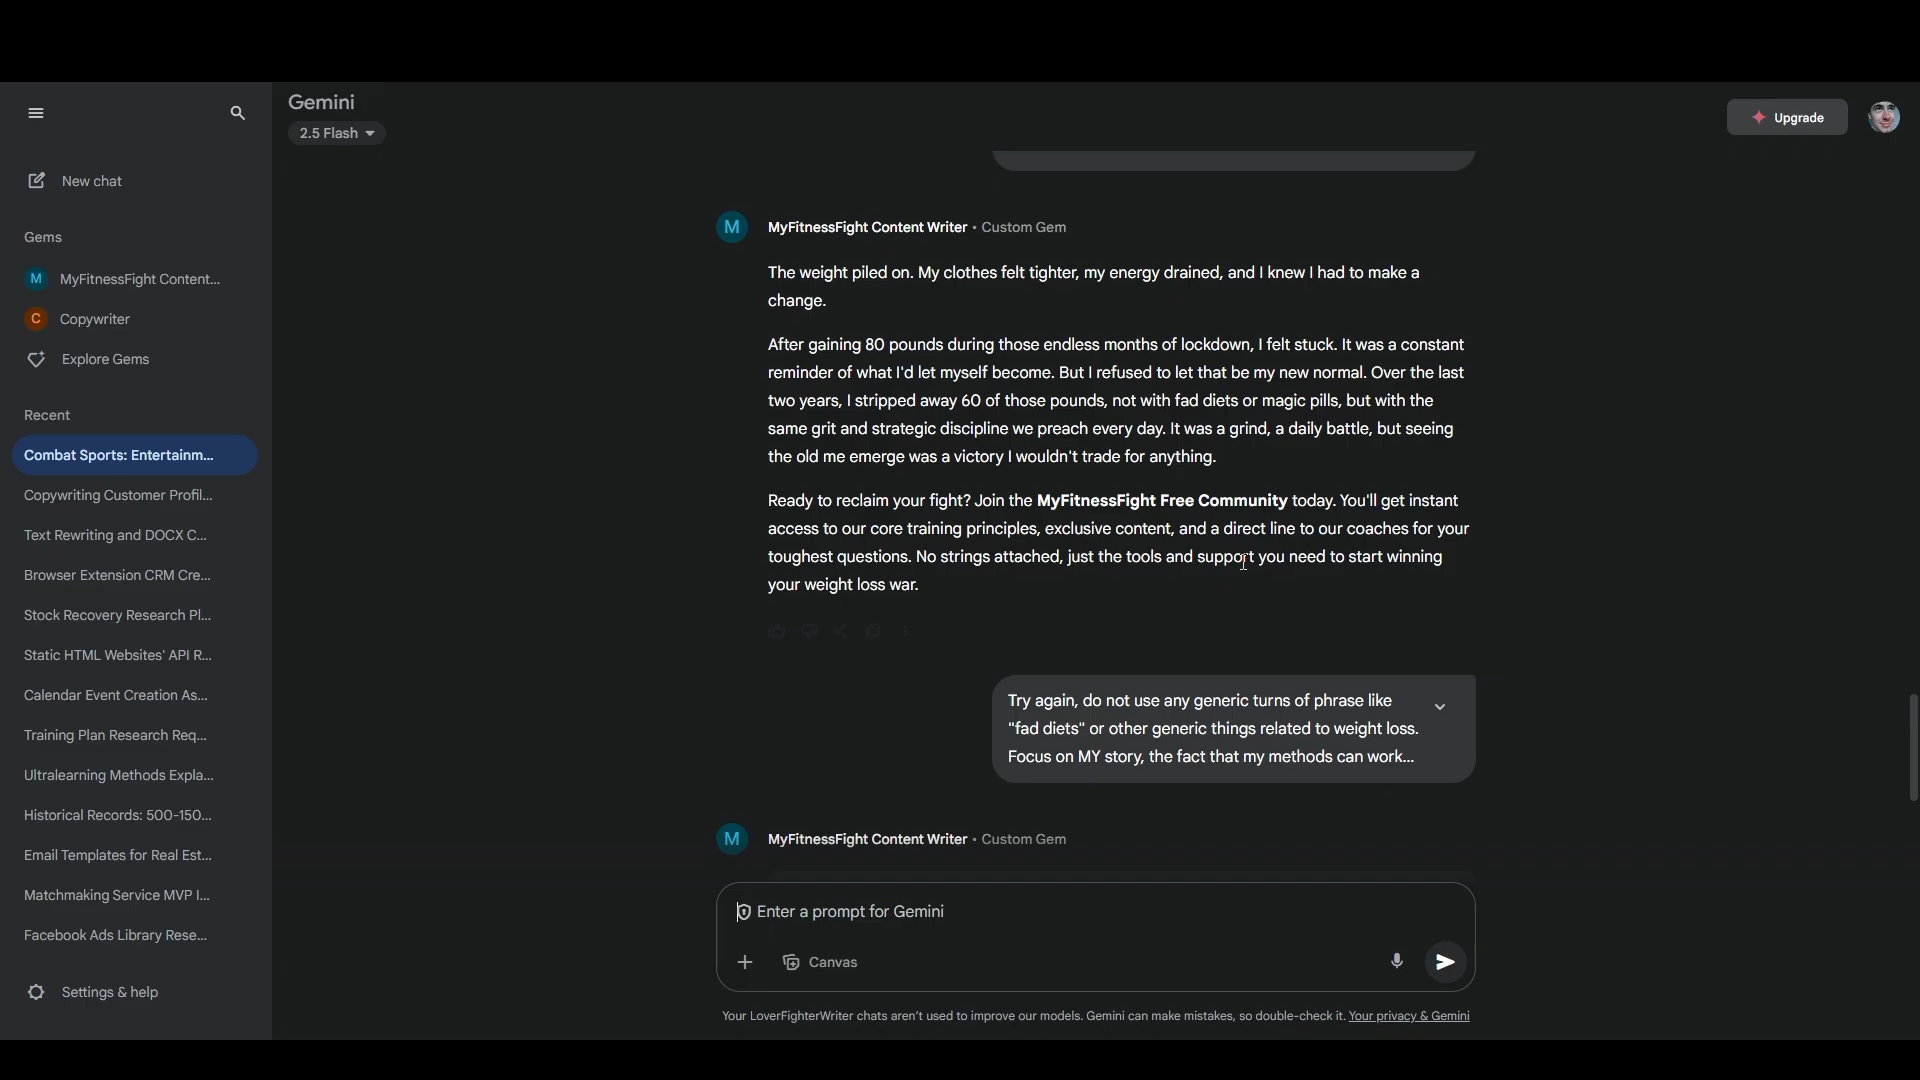 Gemini
2.5 Flash
Upgrade
New chat
Gems
M MyFitnessFight Content...
C Copywriter
Explore Gems
Recent
Combat Sports: Entertainm...
Copywriting Customer Profil...
Text Rewriting and DOCX C...
Browser Extension CRM Cre...
Stock Recovery Research Pl...
Static HTML Websites' API R...
Calendar Event Creation As...
Training Plan Research Req...
Ultralearning Methods Expla...
Historical Records: 500-150...
Email Templates for Real Est...
Matchmaking Service MVP I...
Facebook Ads Library Rese...
Settings & help
M MyFitnessFight Content Writer • Custom Gem
The weight piled on. My clothes felt tighter, my energy drained, and I knew I had to make a
change.
After gaining 80 pounds during those endless months of lockdown, I felt stuck. It was a constant
reminder of what I'd let myself become. But I refused to let that be my new normal. Over the last
two years, I stripped away 60 of those pounds, not with fad diets or magic pills, but with the
same grit and strategic discipline we preach every day. It was a grind, a daily battle, but seeing
the old me emerge was a victory I wouldn't trade for anything.
Ready to reclaim your fight? Join the MyFitnessFight Free Community today. You'll get instant
access to our core training principles, exclusive content, and a direct line to our coaches for your
toughest questions. No strings attached, just the tools and support you need to start winning
your weight loss war.
Try again, do not use any generic turns of phrase like
"fad diets" or other generic things related to weight loss.
Focus on MY story, the fact that my methods can work...
M MyFitnessFight Content Writer • Custom Gem
Enter a prompt for Gemini
Canvas
Your LoverFighterWriter chats aren't used to improve our models. Gemini can make mistakes, so double-check it. Your privacy & Gemini